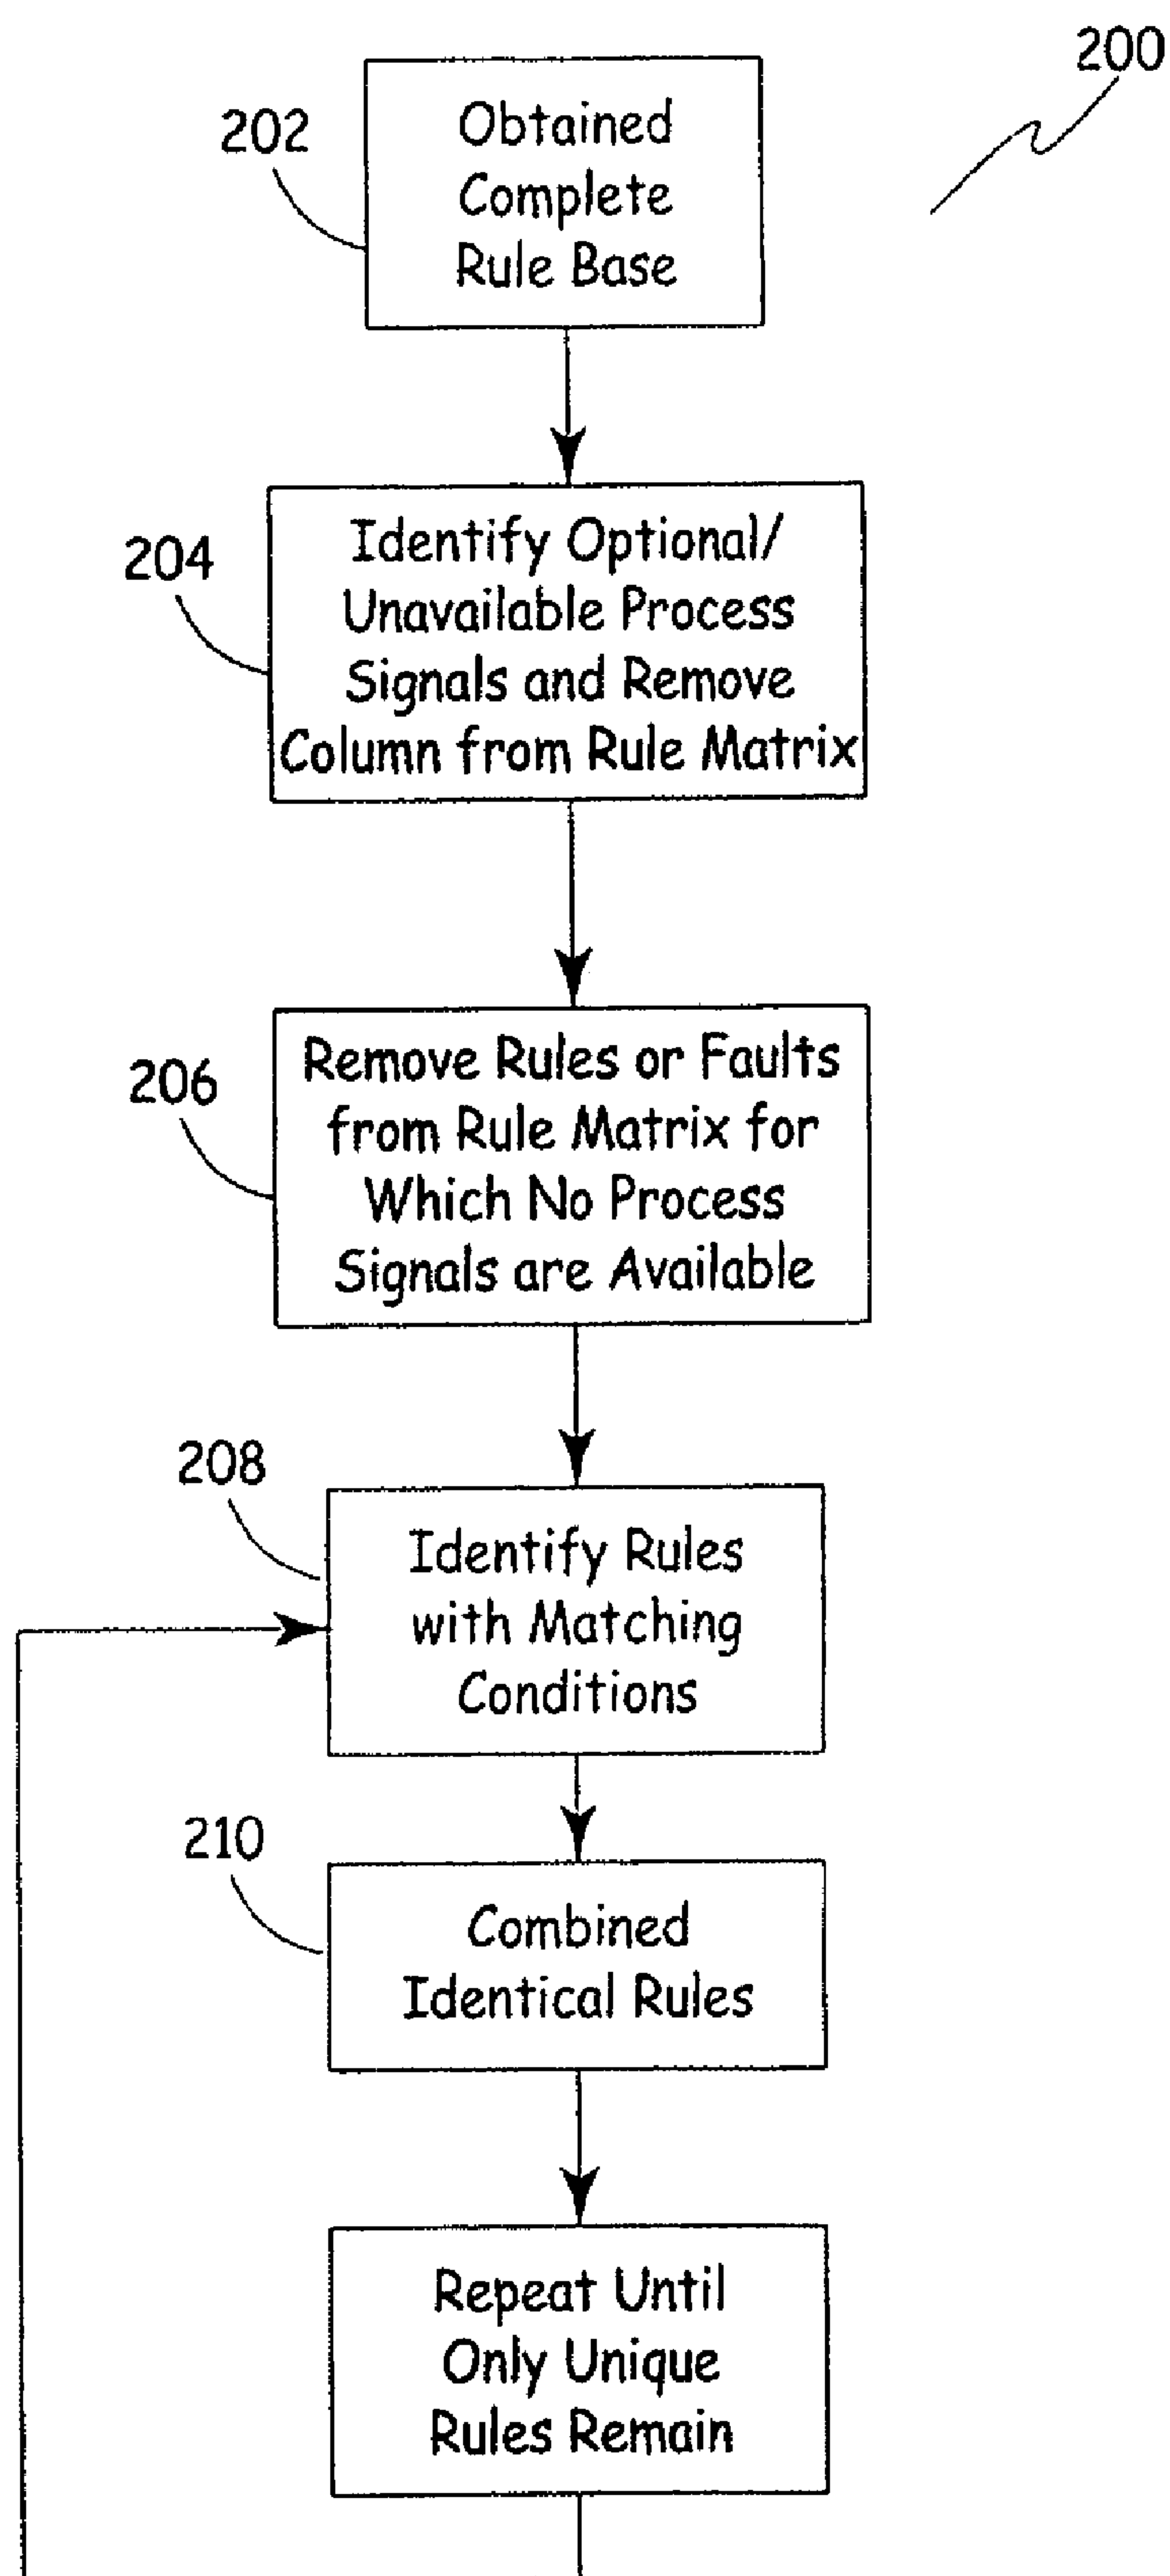 200
202
Obtained
Complete
Rule Base
204
Identify Optional/
Unavailable Process
Signals and Remove
Column from Rule Matrix
206
Remove Rules or Faults
from Rule Matrix for
Which No Process
Signals are Available
208
Identify Rules
with Matching
Conditions
210
Combined
Identical Rules
Repeat Until
Only Unique
Rules Remain